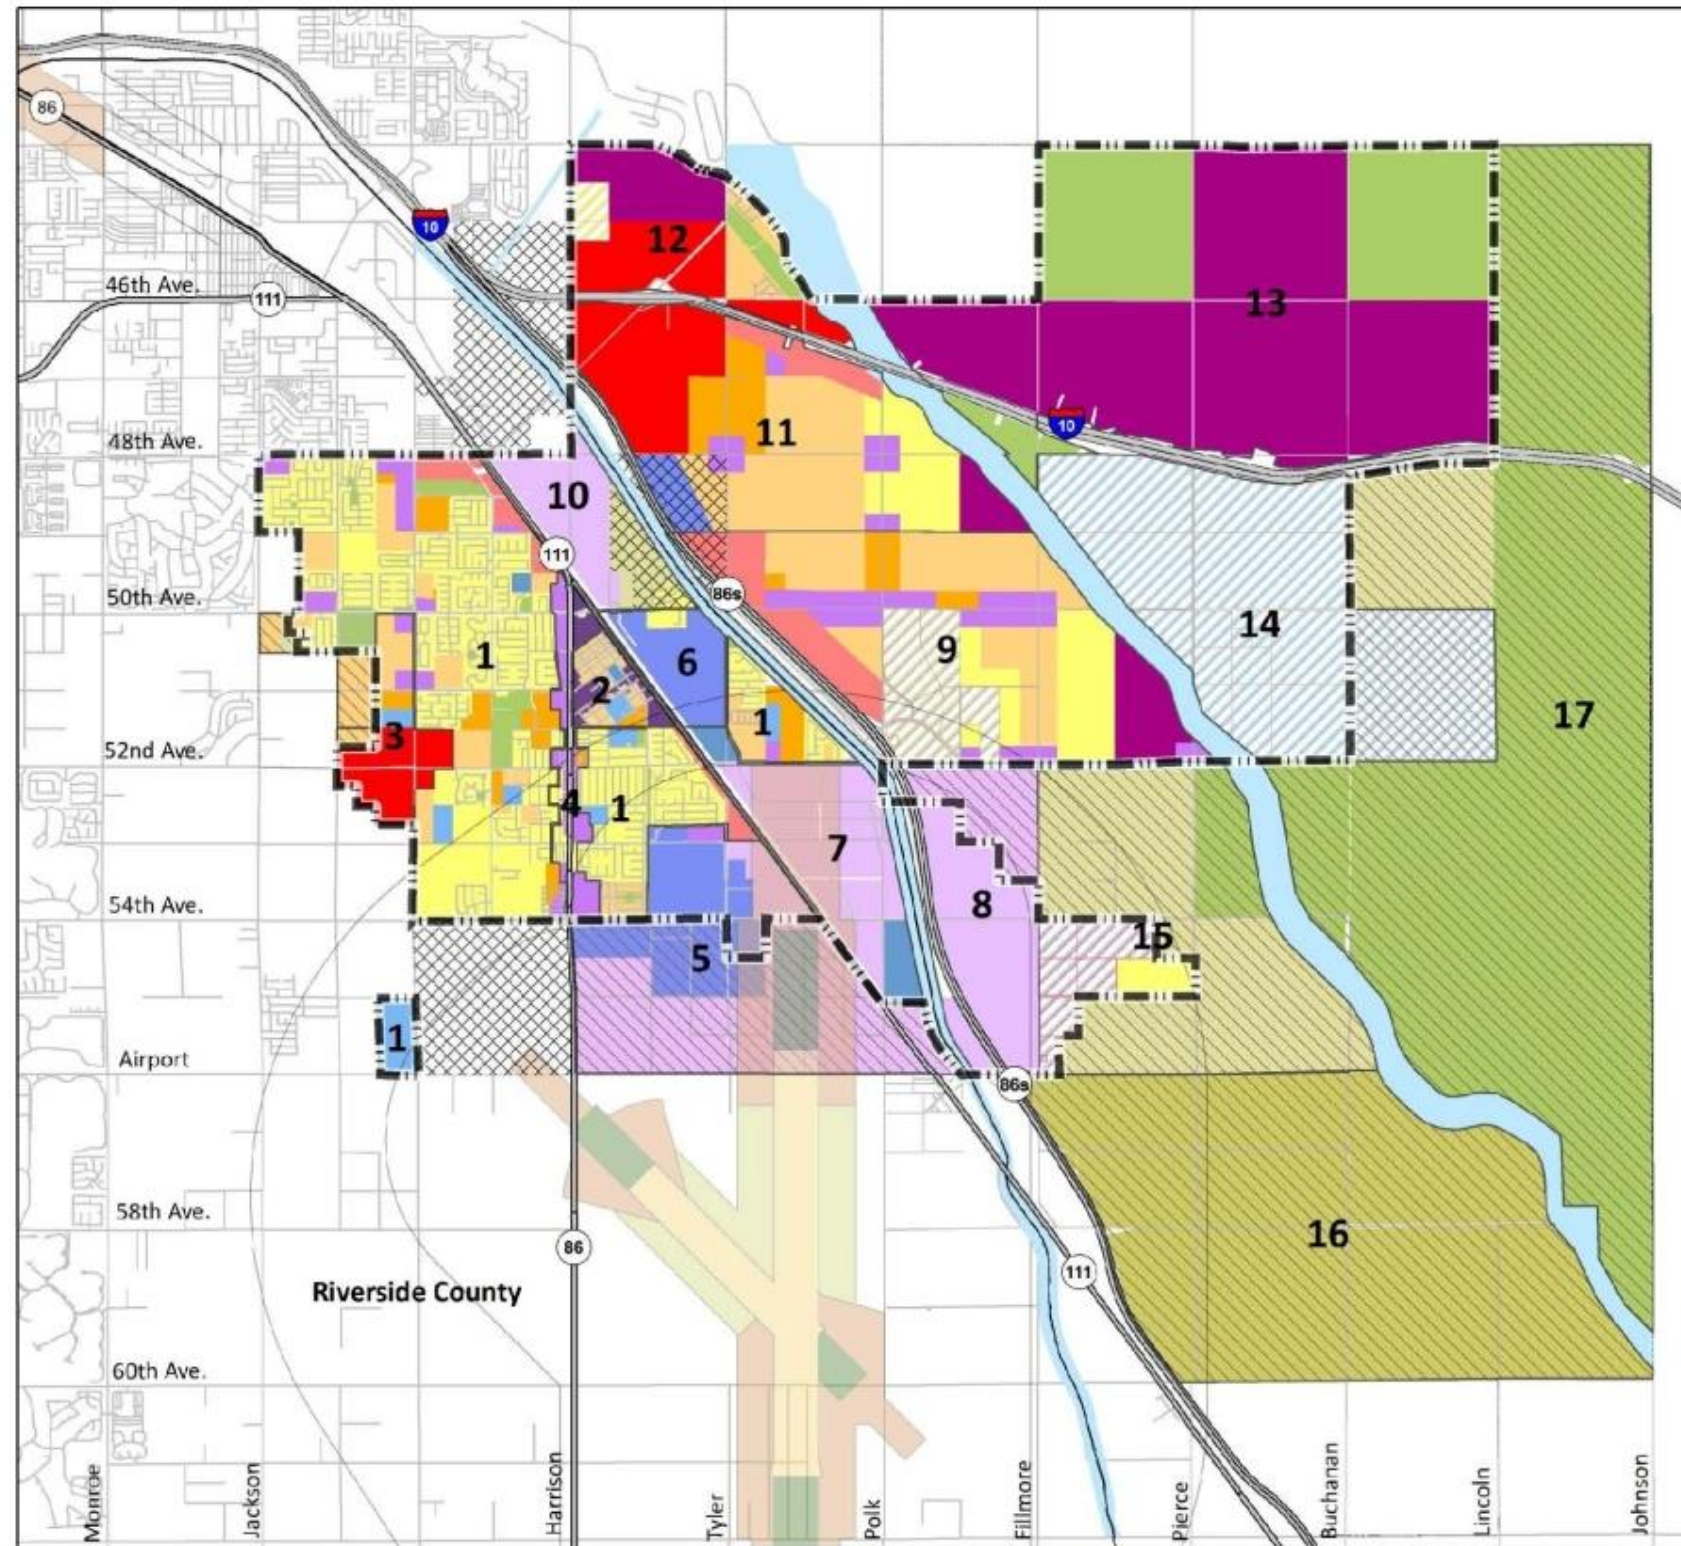 86
10
12
46th Ave.
111
13
10
48th Ave.
11
10
111
50th Ave.
86s
1
9
14
2
6
17
52nd Ave.
3
1
4
1
7
54th Ave.
8
15
5
1
Airport
86s
58th Ave.
86
16
111
Riverside County
60th Ave.
Monroe
Jackson
Harrison
Tyler
Polk
Fillmore
Pierce
Buchanan
Lincoln
Johnson